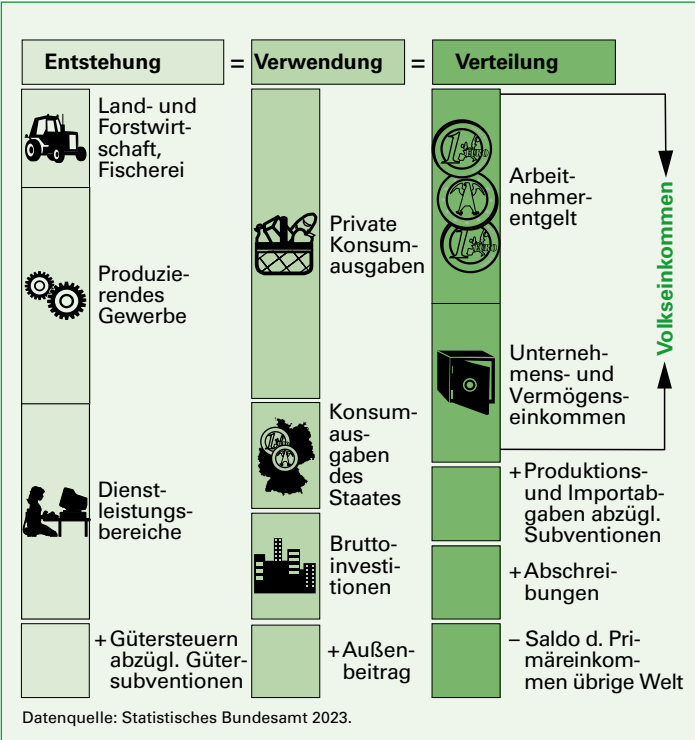 Entstehung = Verwendung = Verteilung
Land- und
Forstwirt-
schaft,
Fischerei
Produzie-
rendes
Gewerbe
Dienst-
leistungs-
bereiche
+ Gütersteuern
abzügl. Güter-
subventionen
Private
Konsum-
ausgaben
Konsum-
aus-
gaben
des
Staates
Brutto-
investi-
tionen
+ Außen-
beitrag
Arbeit-
nehmer-
entgelt
Unterneh-
mens- und
Vermögens-
einkommen
+ Produktions-
und Importab-
gaben abzügl.
Subventionen
+ Abschrei-
bungen
– Saldo d. Pri-
märeinkom-
men übrige Welt
Volkseinkommen
Datenquelle: Statistisches Bundesamt 2023.